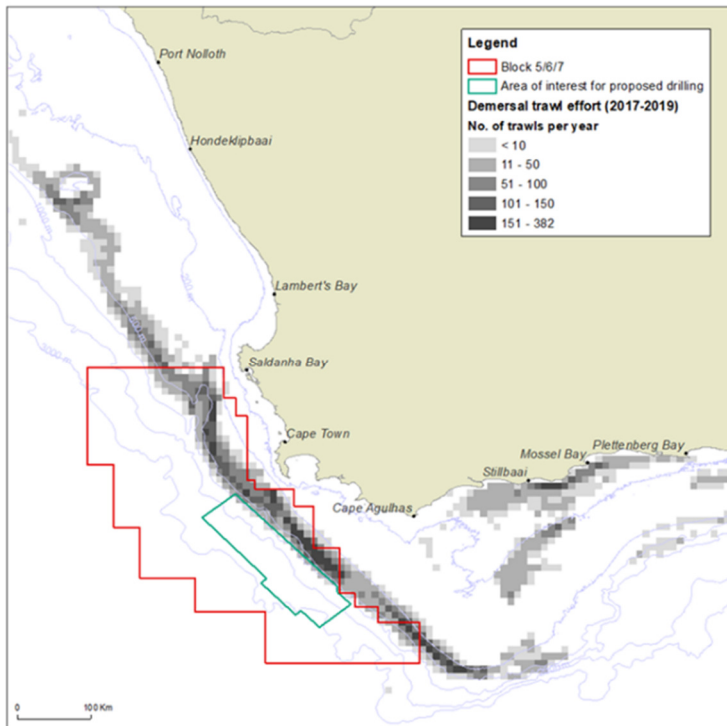 Port Nolloth
Hondeklipbaai
Lambert's Bay
Saldanha Bay
Cape Town
Cape Agulhas
Stillbaai
Mossel Bay
Plettenberg Bay
Legend
Block 5/6/7
Area of interest for proposed drilling
Demersal trawl effort (2017-2019)
No. of trawls per year
< 10
11 - 50
51 - 100
101 - 150
151 - 382
0 100 Km